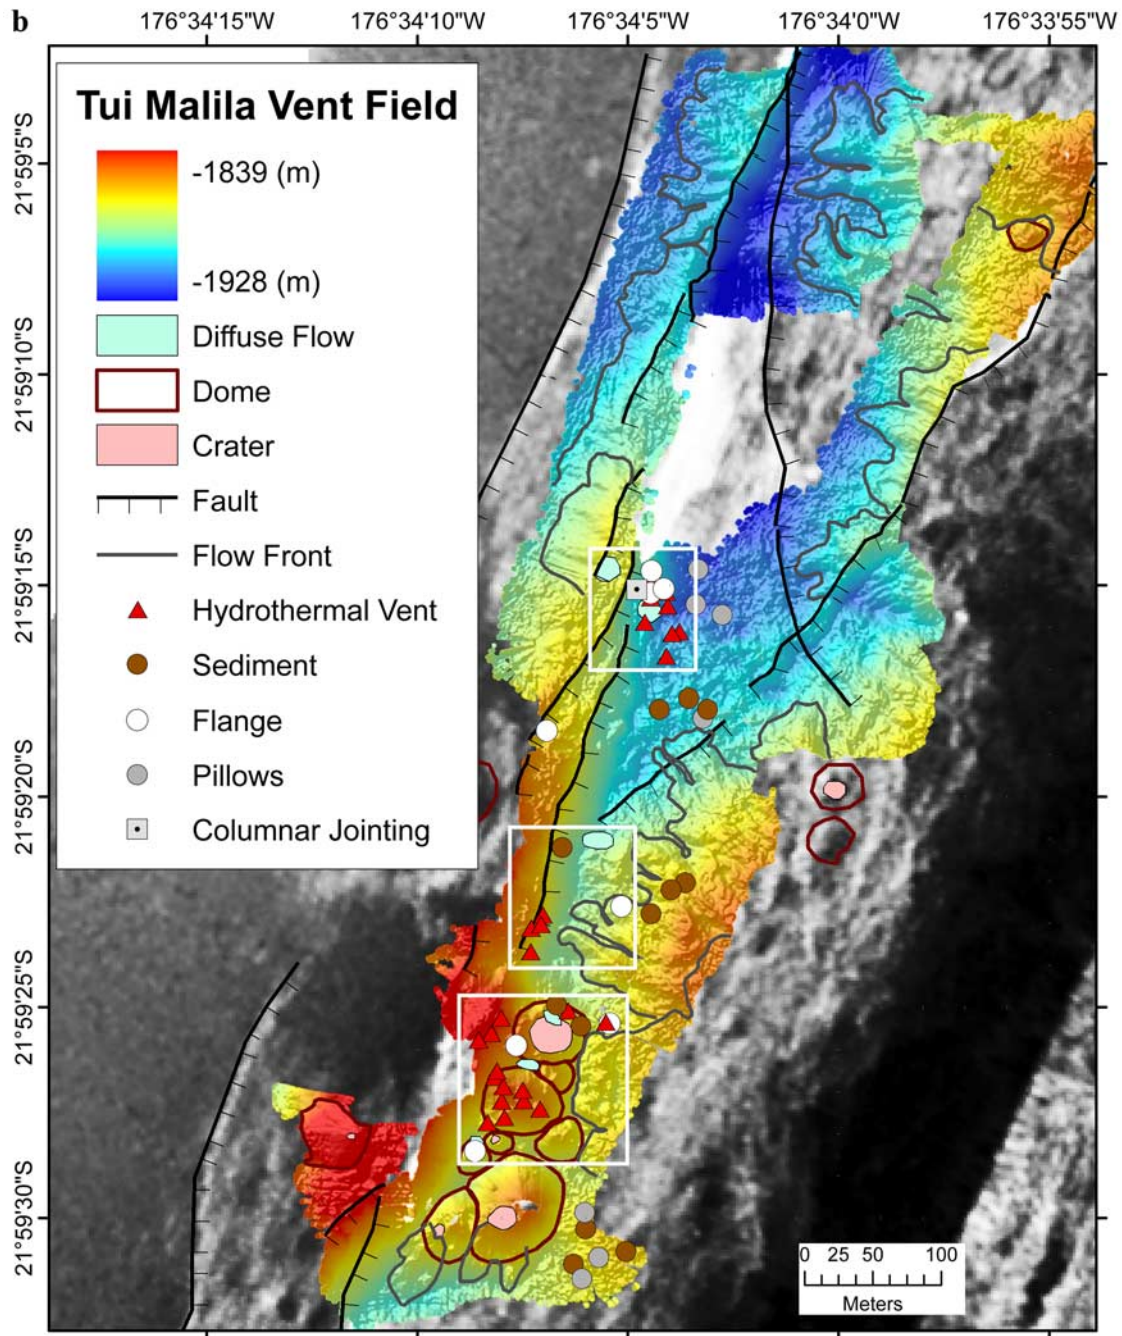 b
176°34'15"W
176°34'10"W
176°34'5"W
176°34'0"W
176°33'55"W
Tui Malila Vent Field
-1839 (m)
-1928 (m)
Diffuse Flow
Dome
Crater
Fault
Flow Front
Hydrothermal Vent
Sediment
Flange
Pillows
Columnar Jointing
21°59'5"S
21°59'10"S
21°59'15"S
21°59'20"S
21°59'25"S
21°59'30"S
0 25 50 100
Meters